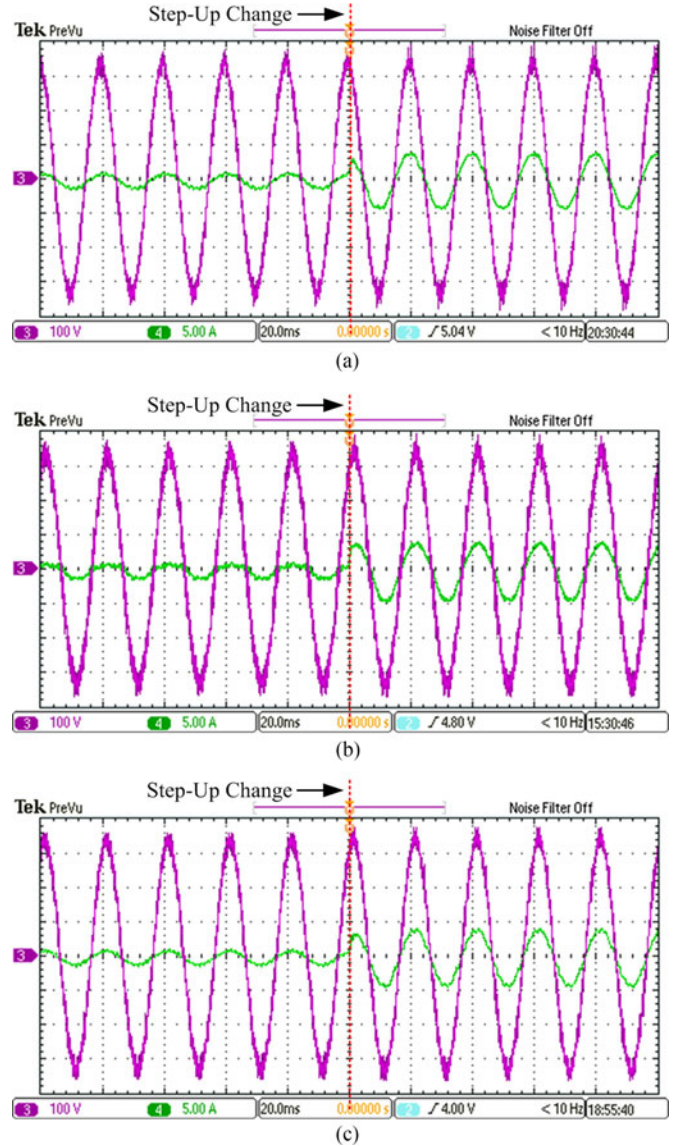 Step-Up Change
Tek PreVu Noise Filter Off
3
3 100 V 4 5.00 A 20.0ms 0.00000 s 2 5.04 V < 10 Hz 20:30:44
(a)
Step-Up Change
Tek PreVu Noise Filter Off
3
3 100 V 4 5.00 A 20.0ms 0.00000 s 2 4.80 V < 10 Hz 15:30:46
(b)
Step-Up Change
Tek PreVu Noise Filter Off
3
3 100 V 4 5.00 A 20.0ms 0.00000 s 2 4.00 V < 10 Hz 18:55:40
(c)